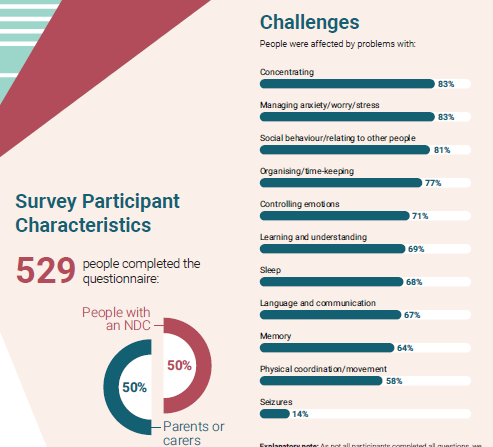 Challenges
People were affected by problems with:
Concentrating
83%
Managing anxiety/worry/stress
83%
Social behaviour/relating to other people
81%
Organising/time-keeping
77%
Controlling emotions
71%
Learning and understanding
69%
Sleep
68%
Language and communication
67%
Memory
64%
Physical coordination/movement
58%
Seizures
14%
Explanatory note: As not all participants completed all questions, we
Survey Participant
Characteristics
529 people completed the
questionnaire:
People with
an NDC
50%
50%
Parents or
carers